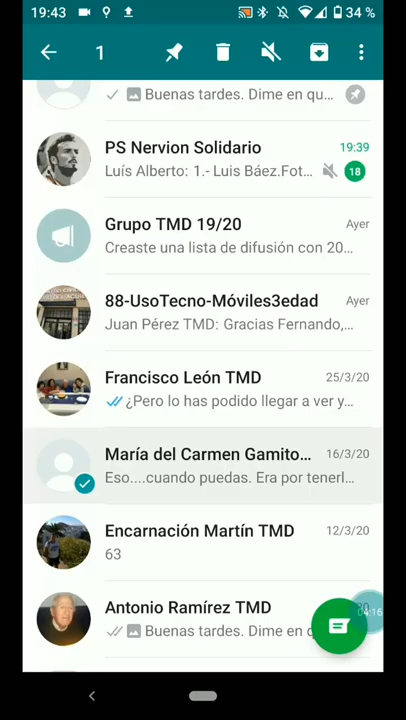 19:43
34 %
1
Buenas tardes. Dime en qu...
PS Nervion Solidario
19:39
Luís Alberto: 1.- Luis Báez.Fot...
18
Grupo TMD 19/20
Ayer
Creaste una lista de difusión con 20...
88-UsoTecno-Móviles3edad
Ayer
Juan Pérez TMD: Gracias Fernando,...
Francisco León TMD
25/3/20
¿Pero lo has podido llegar a ver y...
María del Carmen Gamito...
16/3/20
Eso....cuando puedas. Era por tenerl...
Encarnación Martín TMD
12/3/20
63
Antonio Ramírez TMD
04:16
Buenas tardes. Dime en